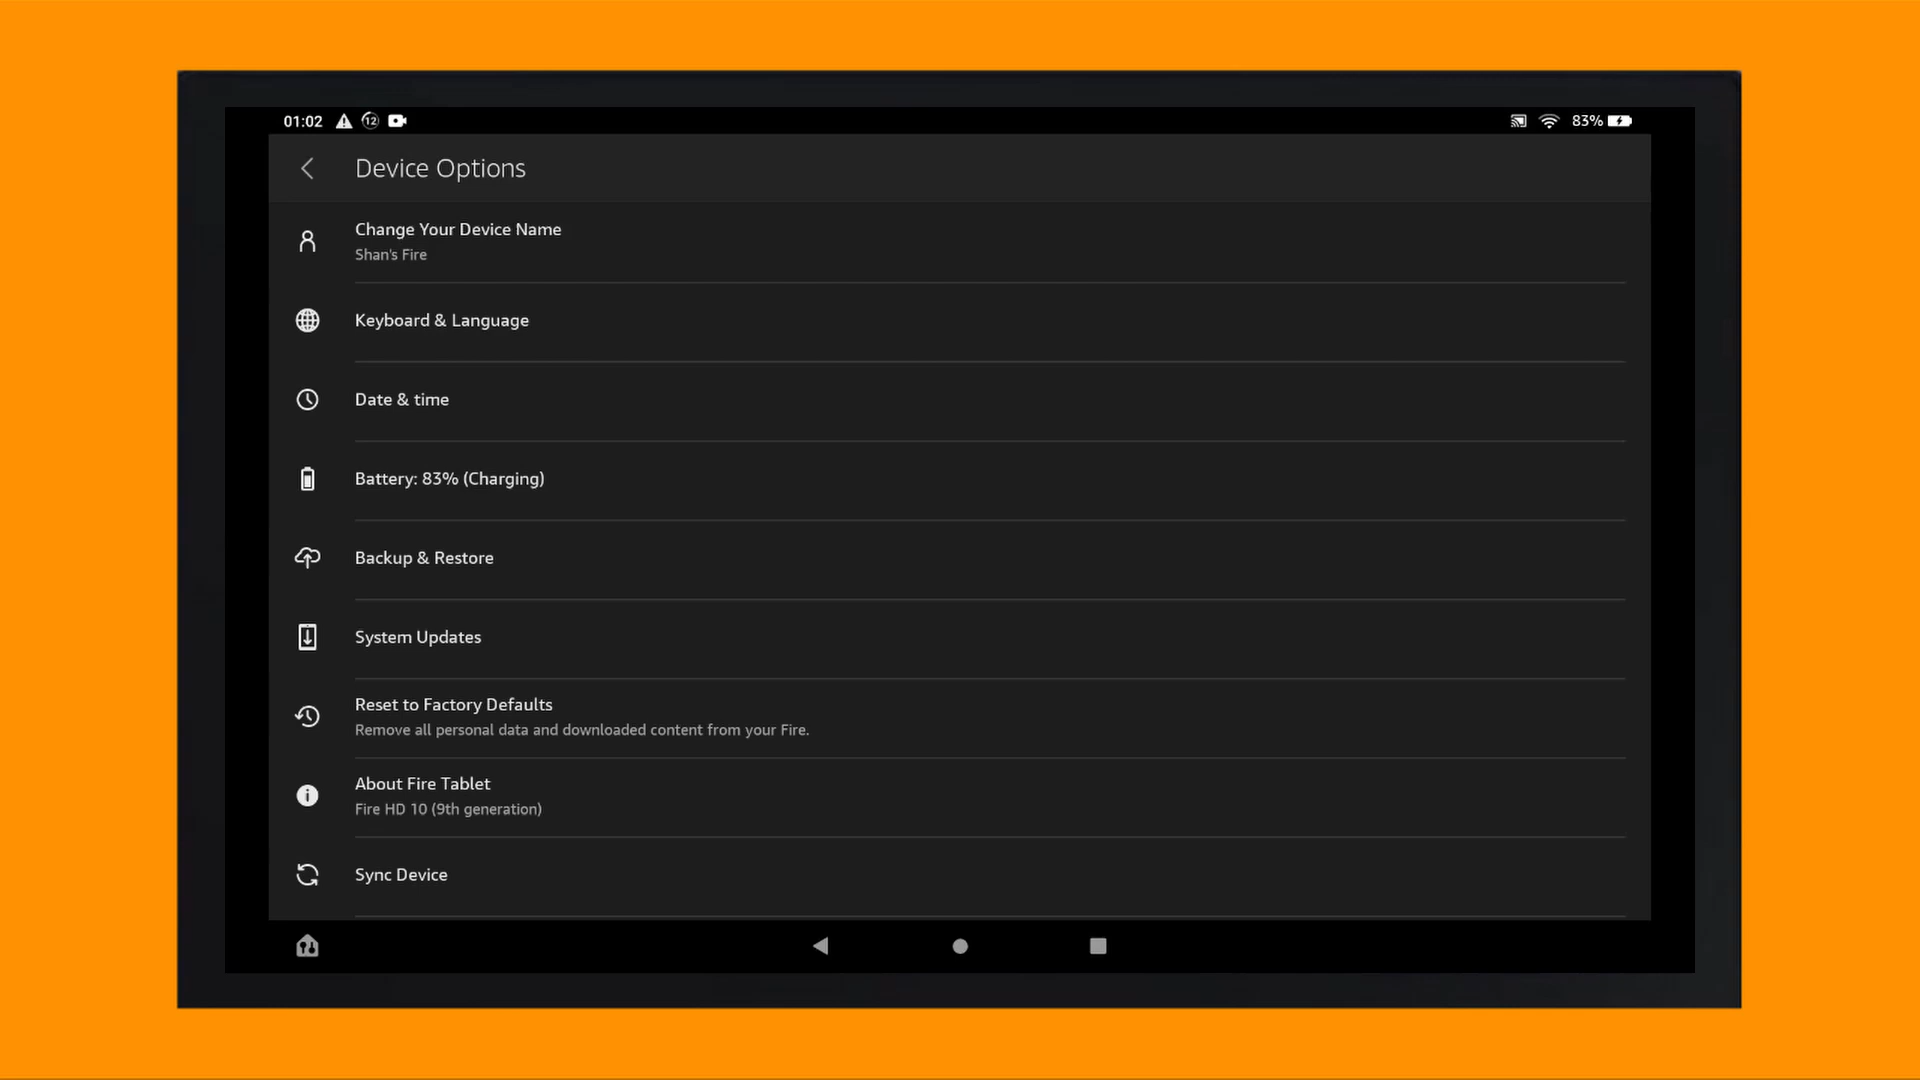 01:02 12 83%
Device Options
Change Your Device Name
Shan's Fire
Keyboard & Language
Date & time
Battery: 83% (Charging)
Backup & Restore
System Updates
Reset to Factory Defaults
Remove all personal data and downloaded content from your Fire.
About Fire Tablet
Fire HD 10 (9th generation)
Sync Device